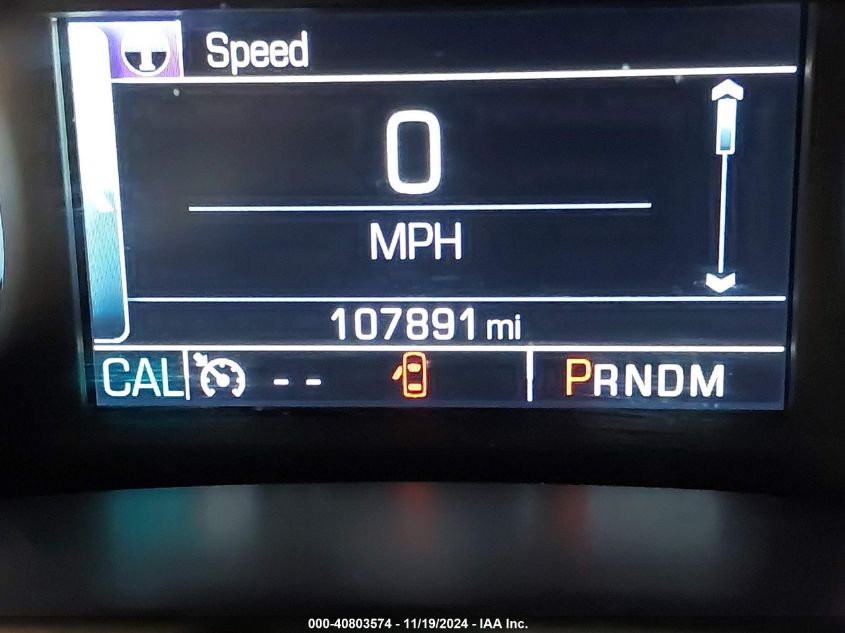 Speed
0
MPH
107891 mi
CAL -- PRNDM
000-40803574 - 11/19/2024 - IAA Inc.